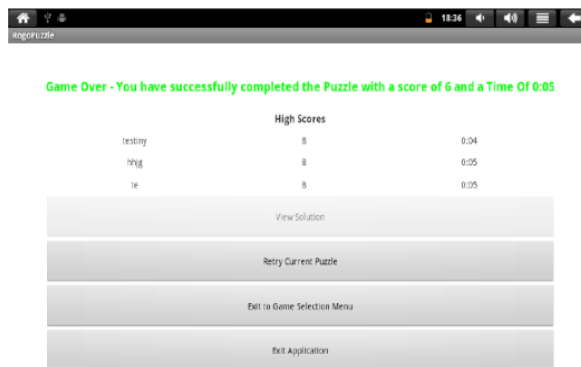 18:36
RogoPuzzle
Game Over - You have successfully completed the Puzzle with a score of 6 and a Time Of 0:05
High Scores
testiny 8 0:04
hhjg 8 0:05
te 8 0:05
View Solution
Retry Current Puzzle
Exit to Game Selection Menu
Exit Application